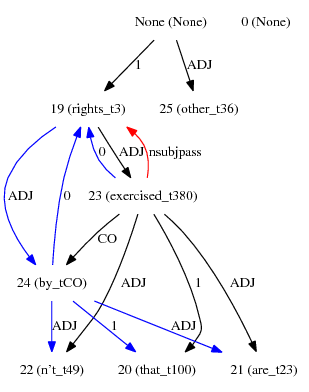 None (None) 0 (None)
1 ADJ
19 (rights_t3) 25 (other_t36)
0 ADJ nsubjpass
ADJ 0 23 (exercised_t380)
CO
24 (by_tCO) ADJ 1 ADJ
ADJ 1 ADJ
22 (n't_t49) 20 (that_t100) 21 (are_t23)